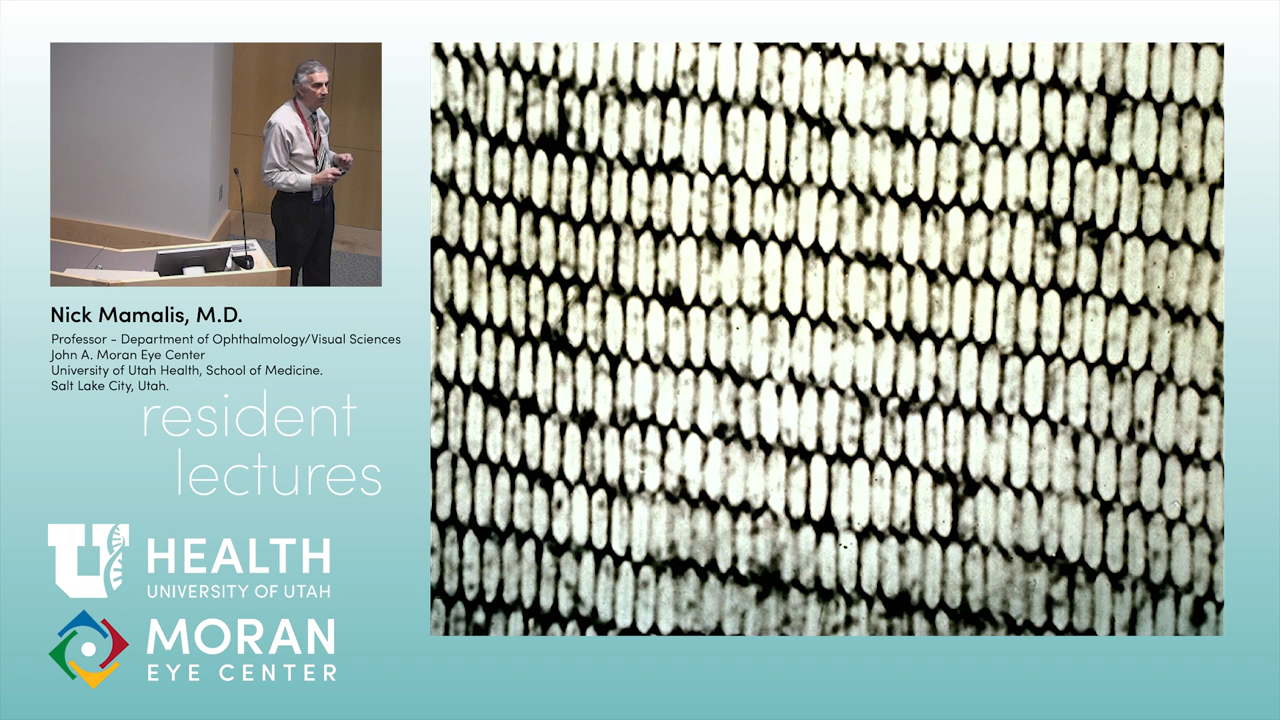 Nick Mamalis, M.D.
Professor - Department of Ophthalmology/Visual Sciences
John A. Moran Eye Center
University of Utah Health, School of Medicine.
Salt Lake City, Utah.
resident
lectures
U HEALTH
UNIVERSITY OF UTAH
MORAN
EYE CENTER